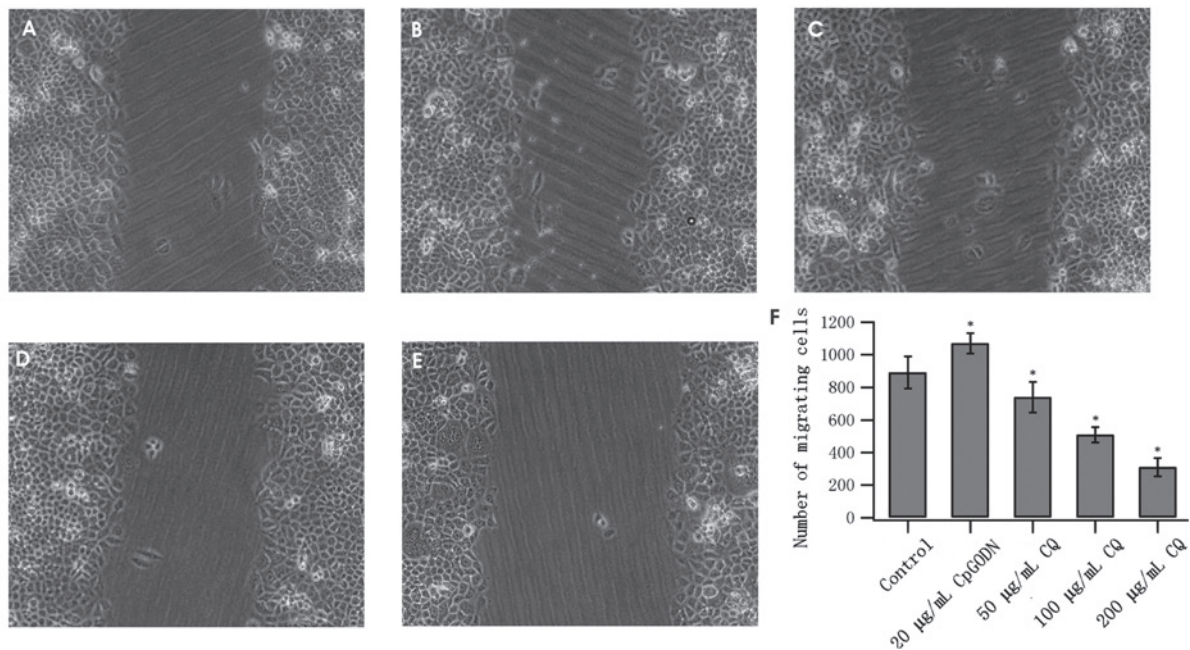 A
B
C
D
E
F
Number of migrating cells
1200
1000
800
600
400
200
0
*
*
*
*
Control
20 μg/mL CpGODN
50 μg/mL CQ
100 μg/mL CQ
200 μg/mL CQ